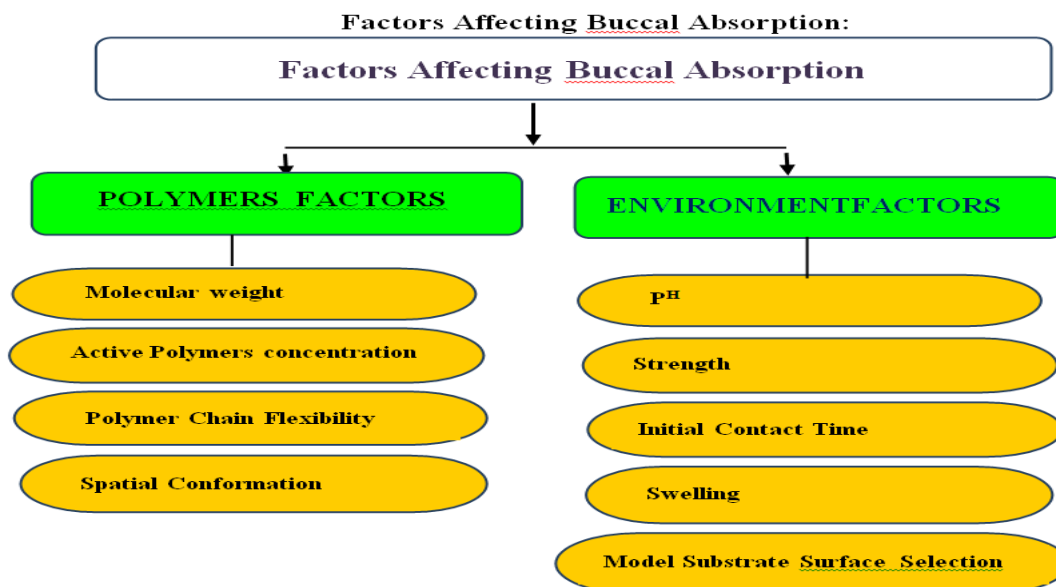 Factors Affecting Buccal Absorption:
Factors Affecting Buccal Absorption
POLYMERS FACTORS
Molecular weight
Active Polymers concentration
Polymer Chain Flexibility
Spatial Conformation
ENVIRONMENTFACTORS
Pᴴ
Strength
Initial Contact Time
Swelling
Model Substrate Surface Selection